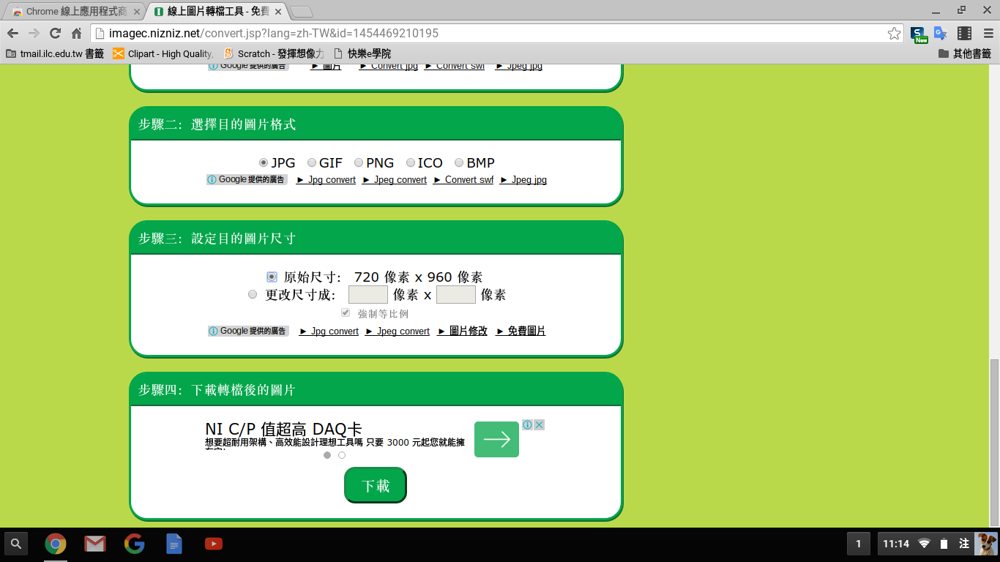 Chrome 線上應用程式商
線上圖片轉檔工具 - 免費
imagec.nizniz.net/convert.jsp?lang=zh-TW&id=1454469210195
New
tmail.ilc.edu.tw 書籤
Clipart - High Quality,
Scratch - 發揮想像力
快樂e學院
其他書籤
Google 提供的廣告 ► 圖片 ► Convert jpg ► Convert swf ► Jpeg jpg
步驟二: 選擇目的圖片格式
JPG GIF PNG ICO BMP
Google 提供的廣告 ► Jpg convert ► Jpeg convert ► Convert swf ► Jpeg jpg
步驟三: 設定目的圖片尺寸
原始尺寸: 720 像素 x 960 像素
更改尺寸成: 像素 x 像素
強制等比例
Google 提供的廣告 ► Jpg convert ► Jpeg convert ► 圖片修改 ► 免費圖片
步驟四: 下載轉檔後的圖片
NI C/P 值超高 DAQ卡
想要超耐用架構、高效能設計理想工具嗎 只要 3000 元起您就能擁
下載
1
11:14
注